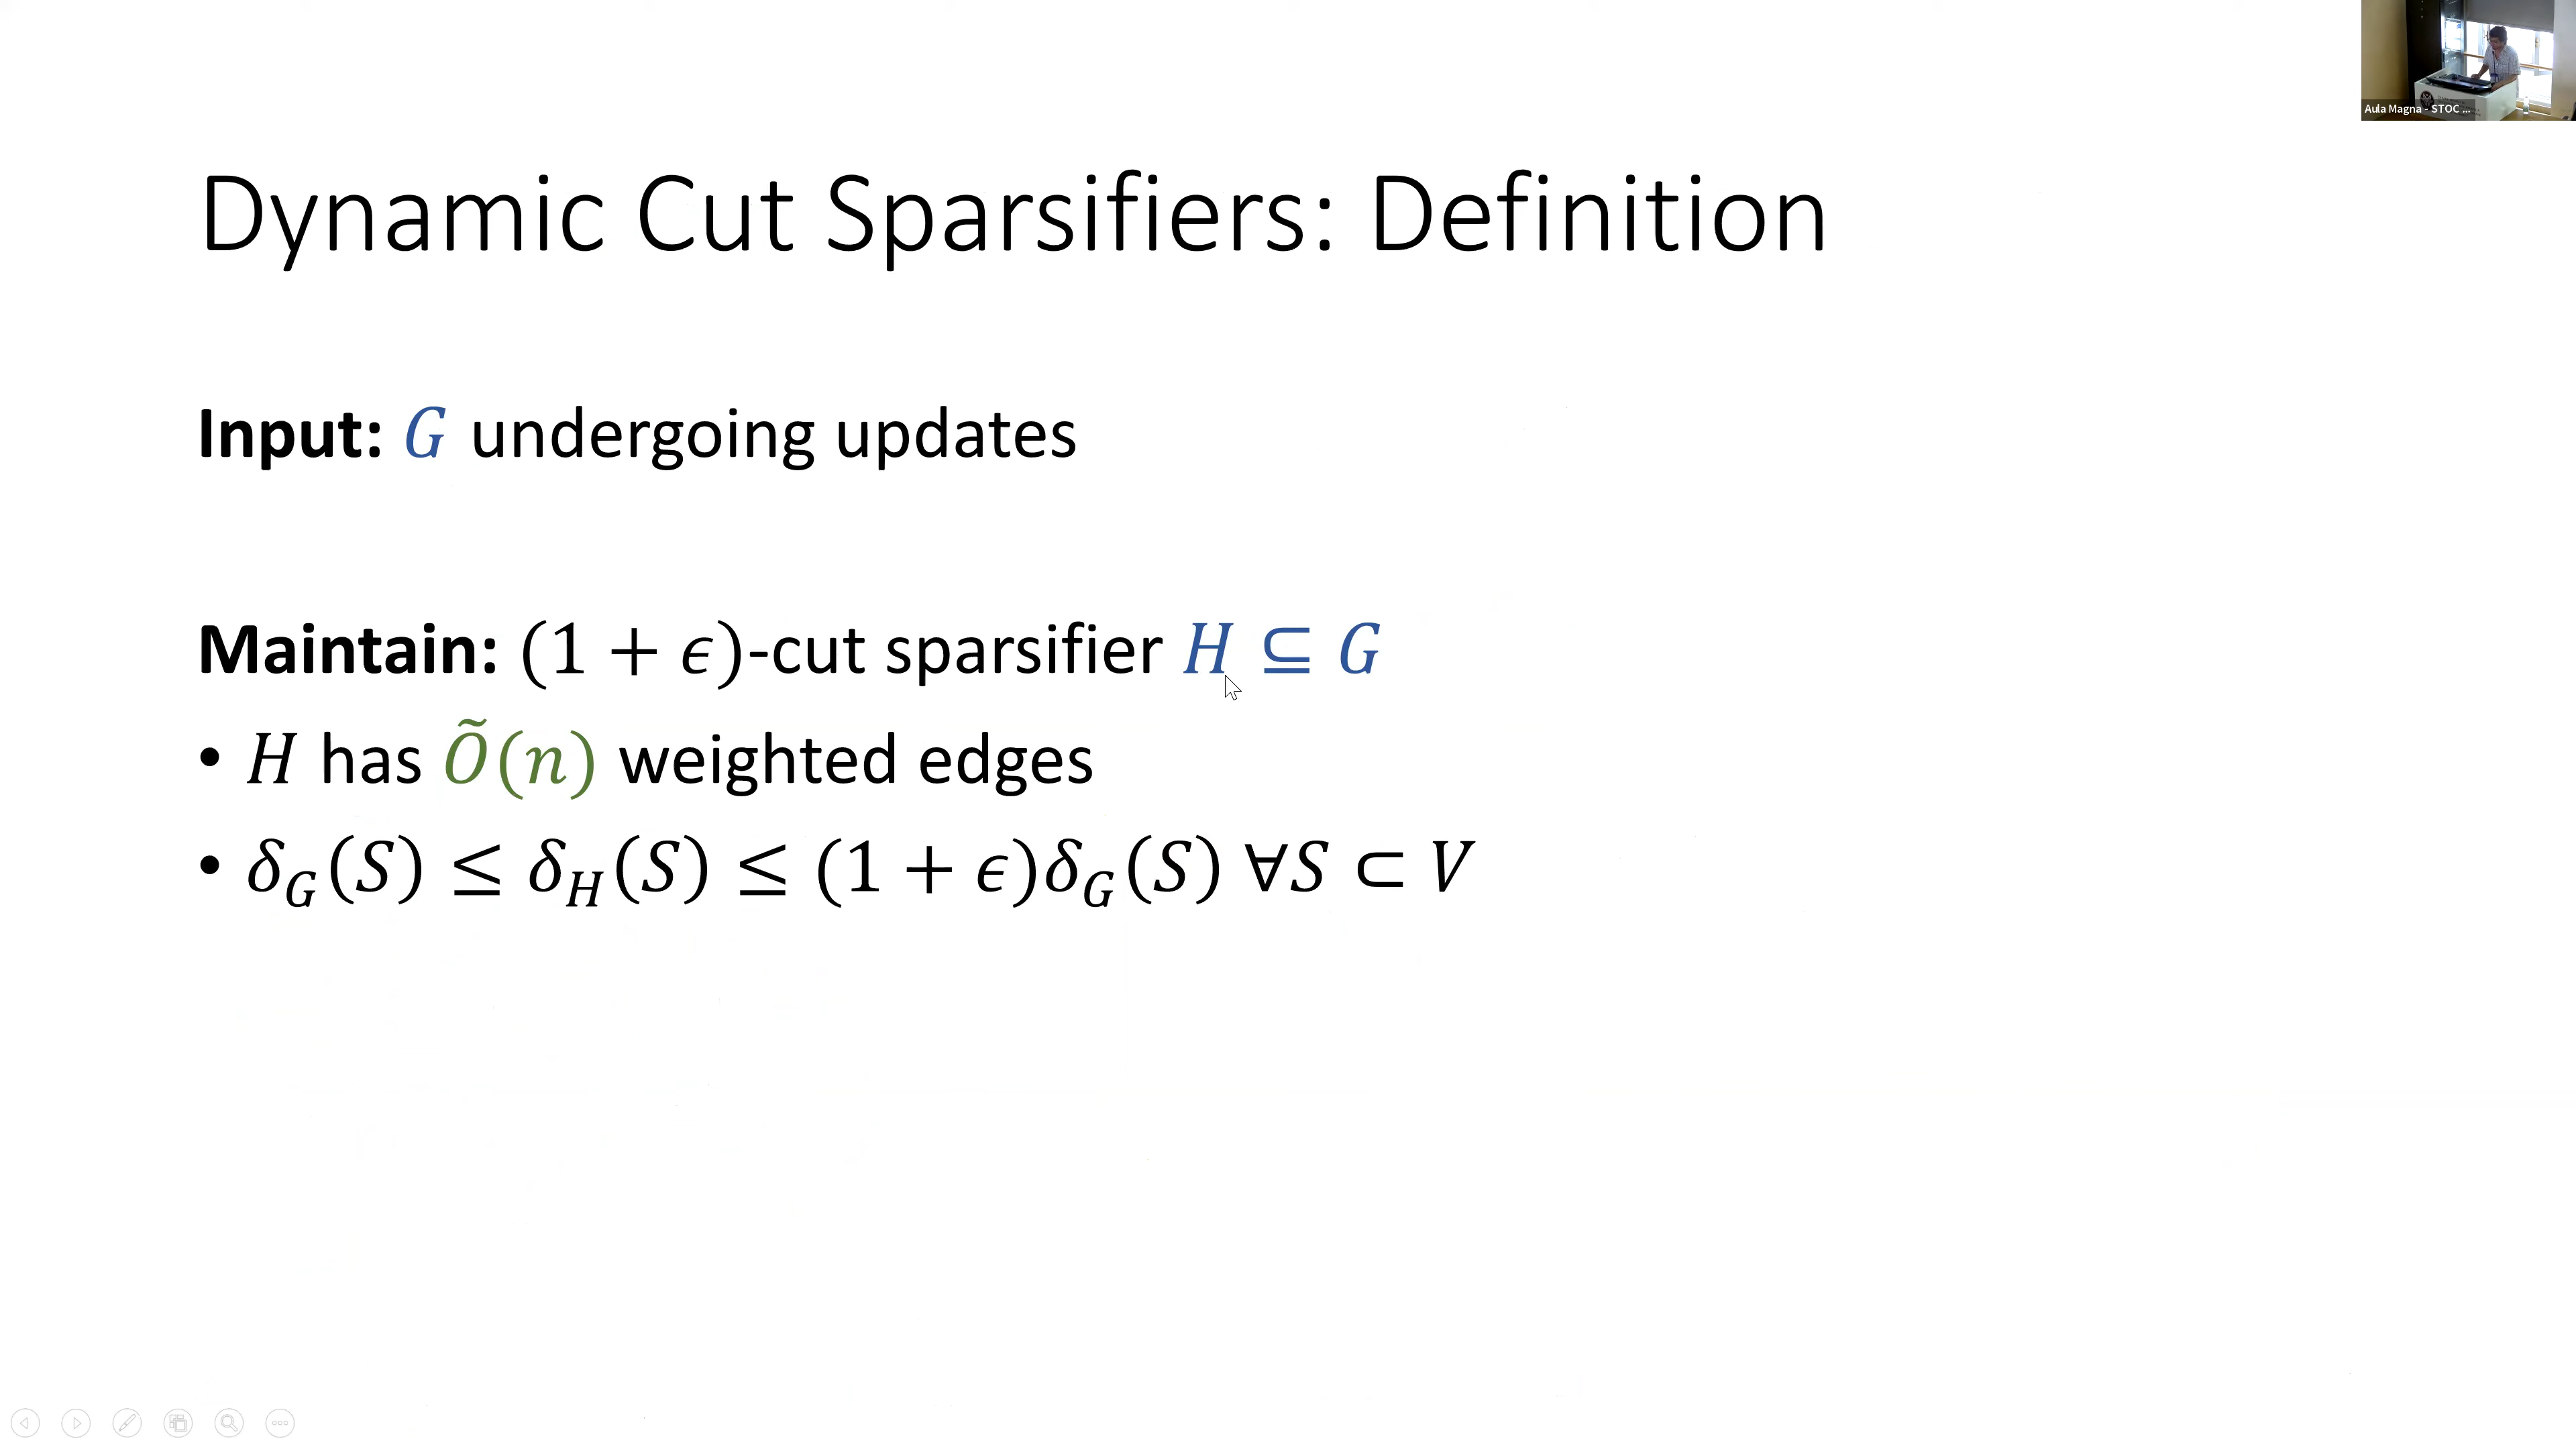 Aula Magna - STOC ...
Dynamic Cut Sparsifiers: Definition
Input: G undergoing updates
Maintain: (1 + ϵ)-cut sparsifier H ⊆ G
• H has Õ(n) weighted edges
• δ_G(S) ≤ δ_H(S) ≤ (1 + ϵ)δ_G(S) ∀S ⊂ V